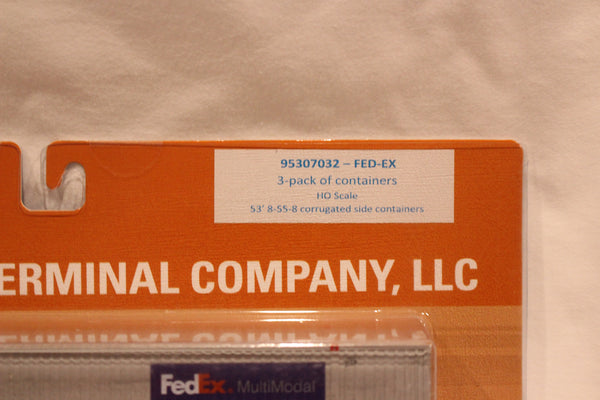 95307032 – FED-EX
3-pack of containers
HO Scale
53' 8-55-8 corrugated side containers
ERMINAL COMPANY, LLC
FedEx. MultiModal